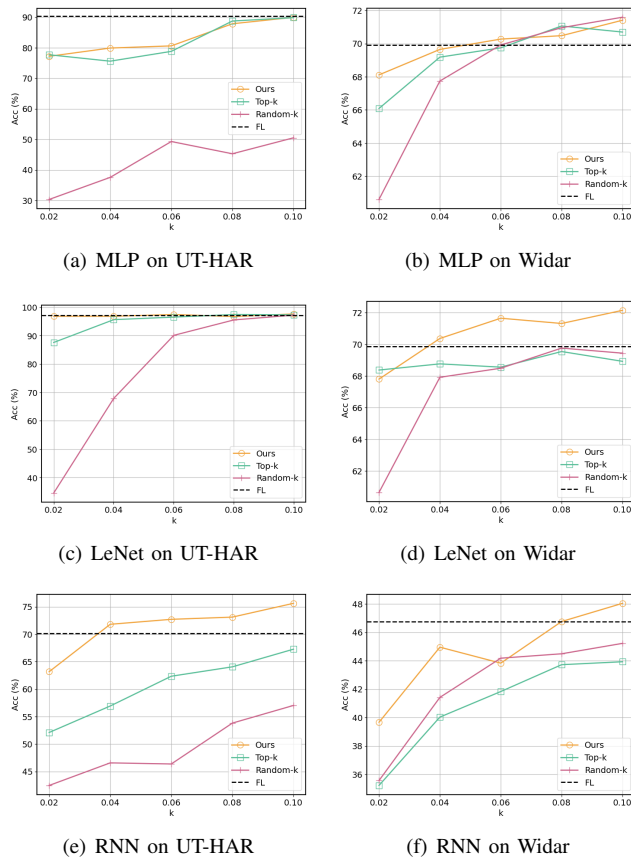 90
80
70
60
50
40
30
Acc (%)
Ours
Top-k
Random-k
FL
0.02 0.04 0.06 0.08 0.10
k
(a) MLP on UT-HAR
72
70
68
66
64
62
Acc (%)
Ours
Top-k
Random-k
FL
0.02 0.04 0.06 0.08 0.10
k
(b) MLP on Widar
100
90
80
70
60
50
40
Acc (%)
Ours
Top-k
Random-k
FL
0.02 0.04 0.06 0.08 0.10
k
(c) LeNet on UT-HAR
72
70
68
66
64
62
Acc (%)
Ours
Top-k
Random-k
FL
0.02 0.04 0.06 0.08 0.10
k
(d) LeNet on Widar
75
70
65
60
55
50
45
Acc (%)
Ours
Top-k
Random-k
FL
0.02 0.04 0.06 0.08 0.10
k
(e) RNN on UT-HAR
48
46
44
42
40
38
36
Acc (%)
Ours
Top-k
Random-k
FL
0.02 0.04 0.06 0.08 0.10
k
(f) RNN on Widar